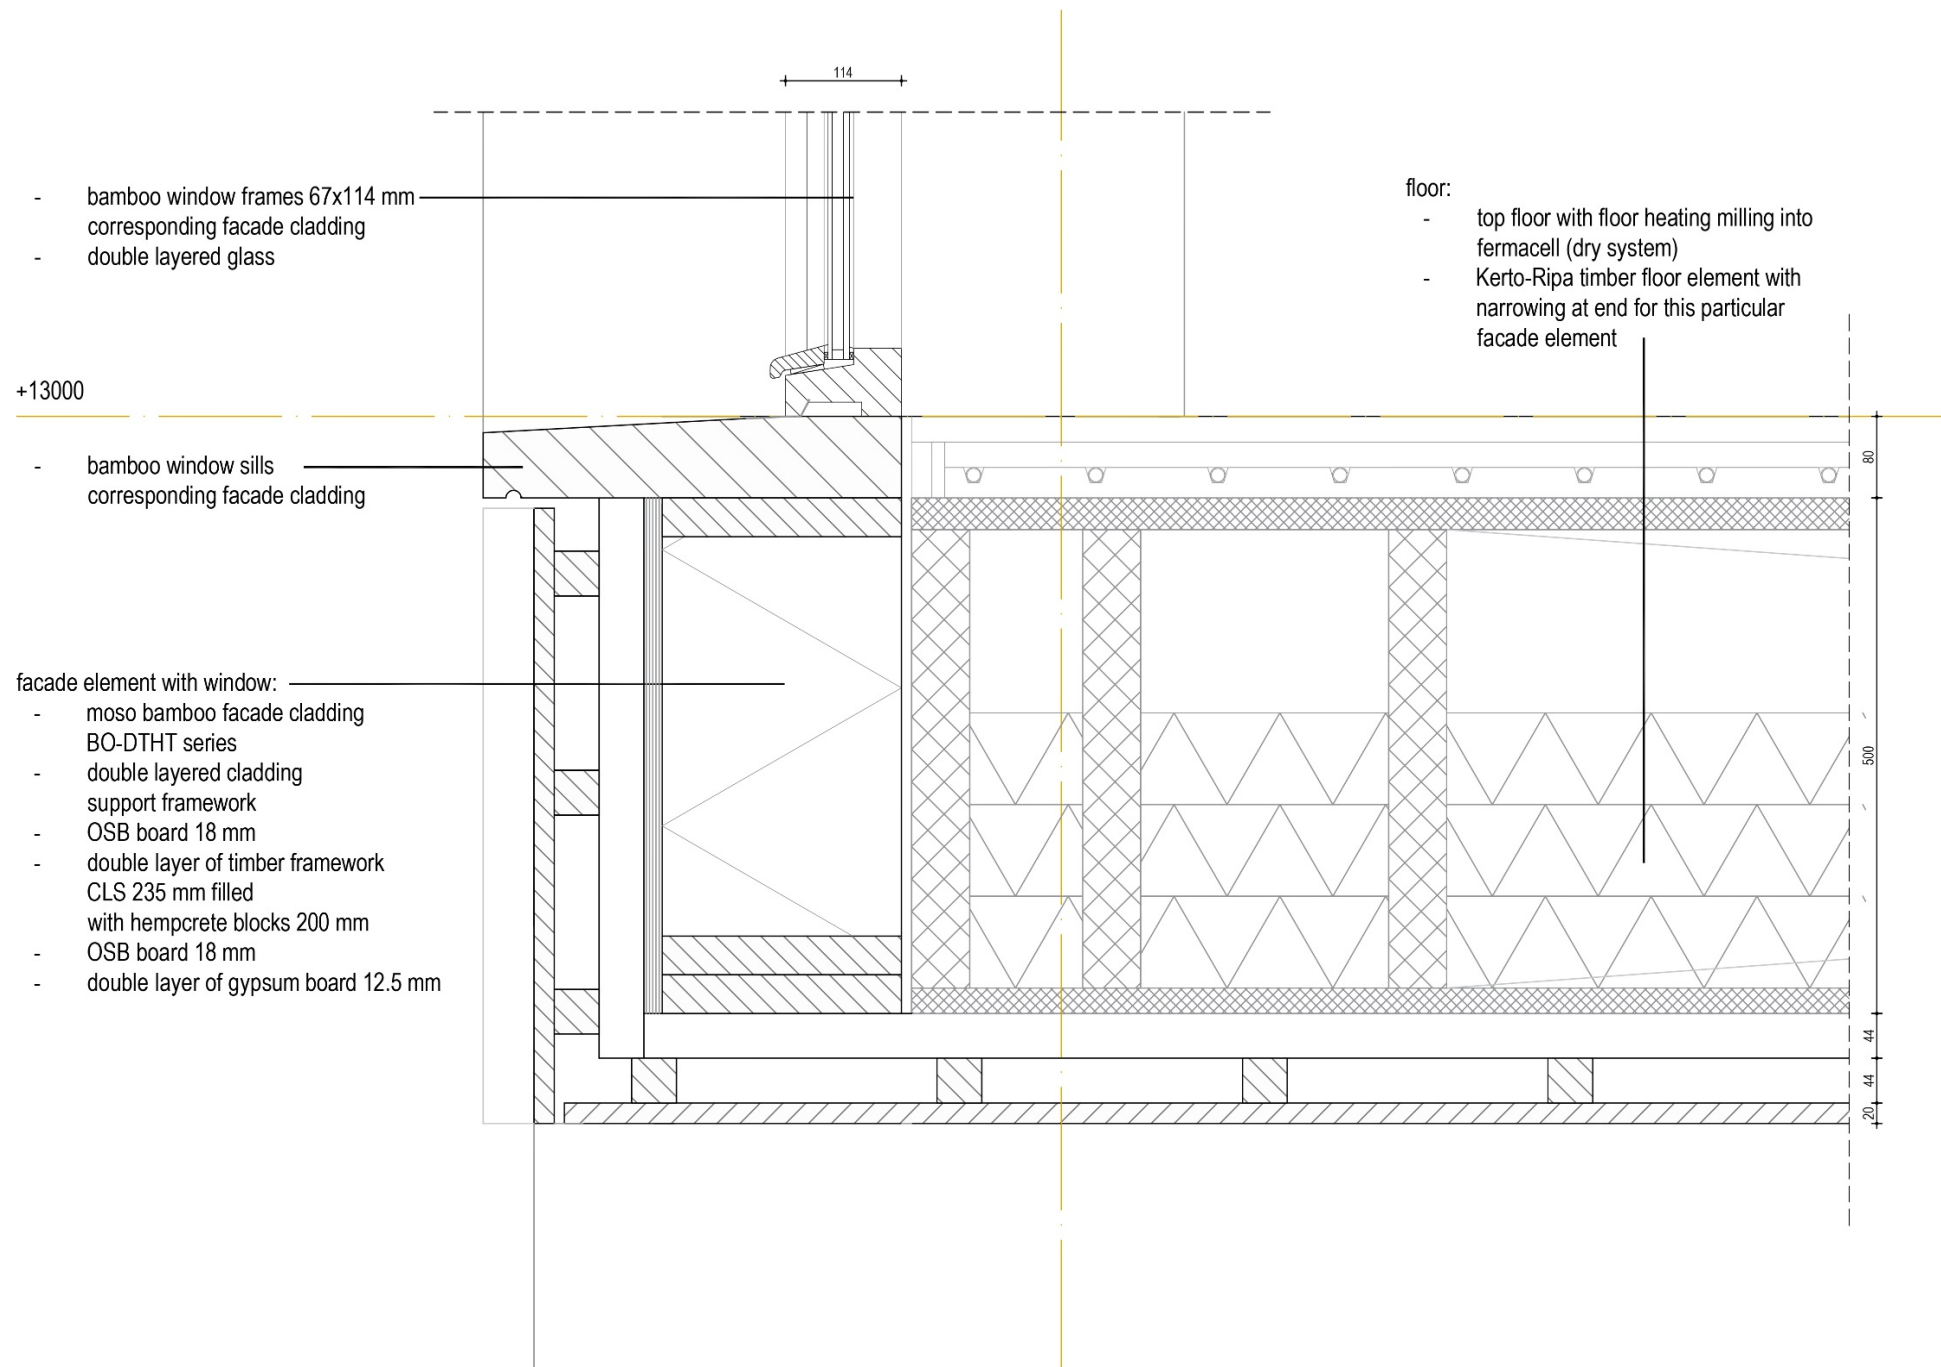 114
- bamboo window frames 67x114 mm
corresponding facade cladding
- double layered glass
floor:
- top floor with floor heating milling into
fermacell (dry system)
- Kerto-Ripa timber floor element with
narrowing at end for this particular
facade element
+13000
- bamboo window sills
corresponding facade cladding
80
facade element with window:
- moso bamboo facade cladding
BO-DTHT series
- double layered cladding
support framework
- OSB board 18 mm
- double layer of timber framework
CLS 235 mm filled
with hempcrete blocks 200 mm
- OSB board 18 mm
- double layer of gypsum board 12.5 mm
500
44
44
20